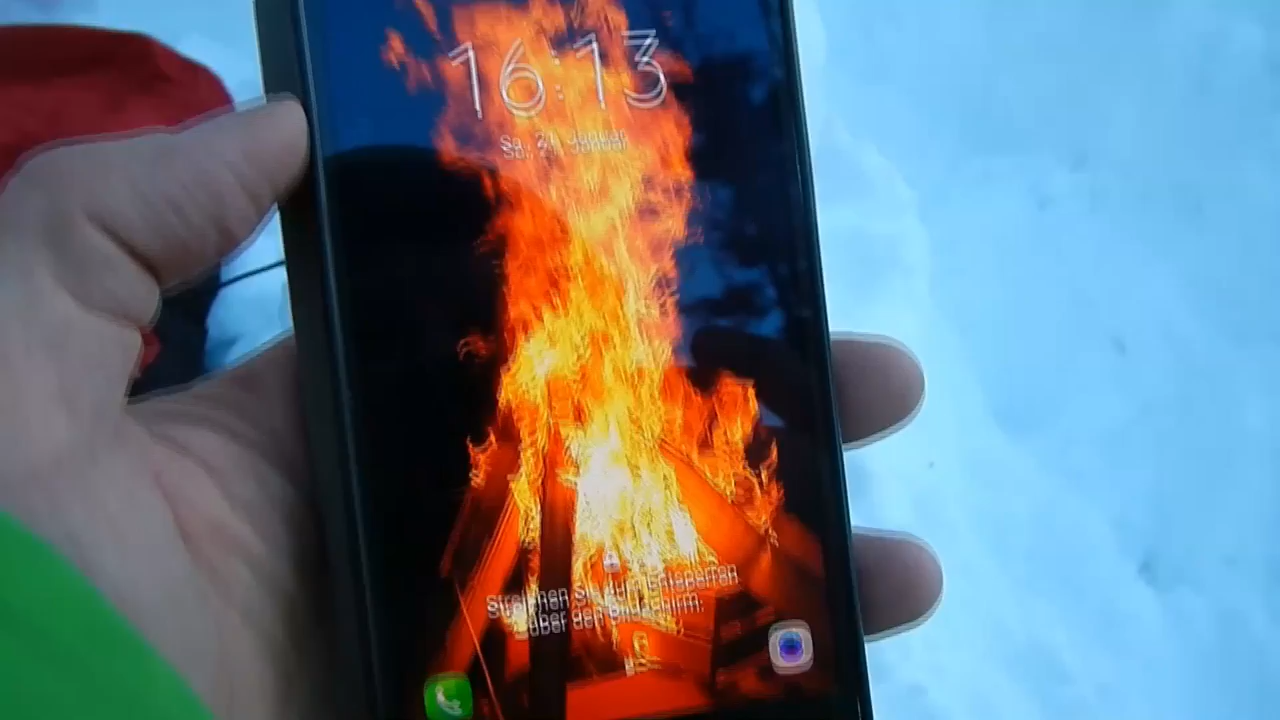 16:13
Sa., 21. Januar
Streichen Sie zum Entsperren
über den Bildschirm.